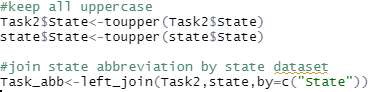 #keep all uppercase
Task2$State<-toupper(Task2$State)
state$State<-toupper(state$State)
#join state abbreviation by state dataset
Task_abb<-left_join(Task2,state,by=c("State"))